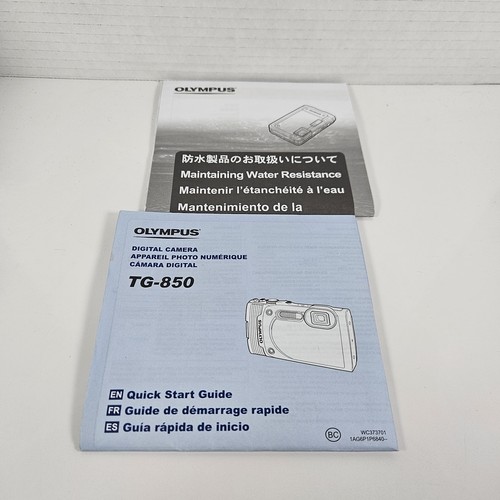 OLYMPUS
防水製品のお取扱いについて
Maintaining Water Resistance
Maintenir l'étanchéité à l'eau
Mantenimiento de la
OLYMPUS
DIGITAL CAMERA
APPAREIL PHOTO NUMÉRIQUE
CÁMARA DIGITAL
TG-850
OLYMPUS
EN Quick Start Guide
FR Guide de démarrage rapide
ES Guía rápida de inicio
BC
WC373701
1AG6P1P6840--